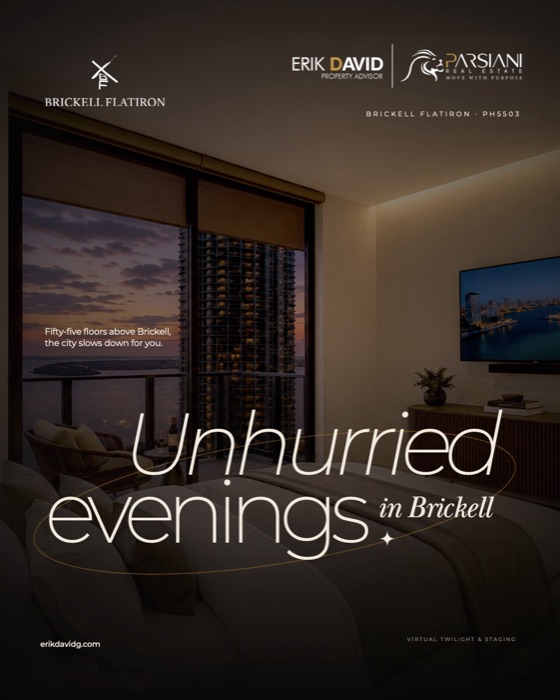 ERIK DAVID
PROPERTY ADVISOR
PARSIANI
REAL ESTATE
MOVE WITH PURPOSE
BRICKELL FLATIRON
BRICKELL FLATIRON · PH5503
Fifty-five floors above Brickell,
the city slows down for you.
Unhurried
evenings in Brickell
erikdavidg.com
VIRTUAL TWILIGHT & STAGING